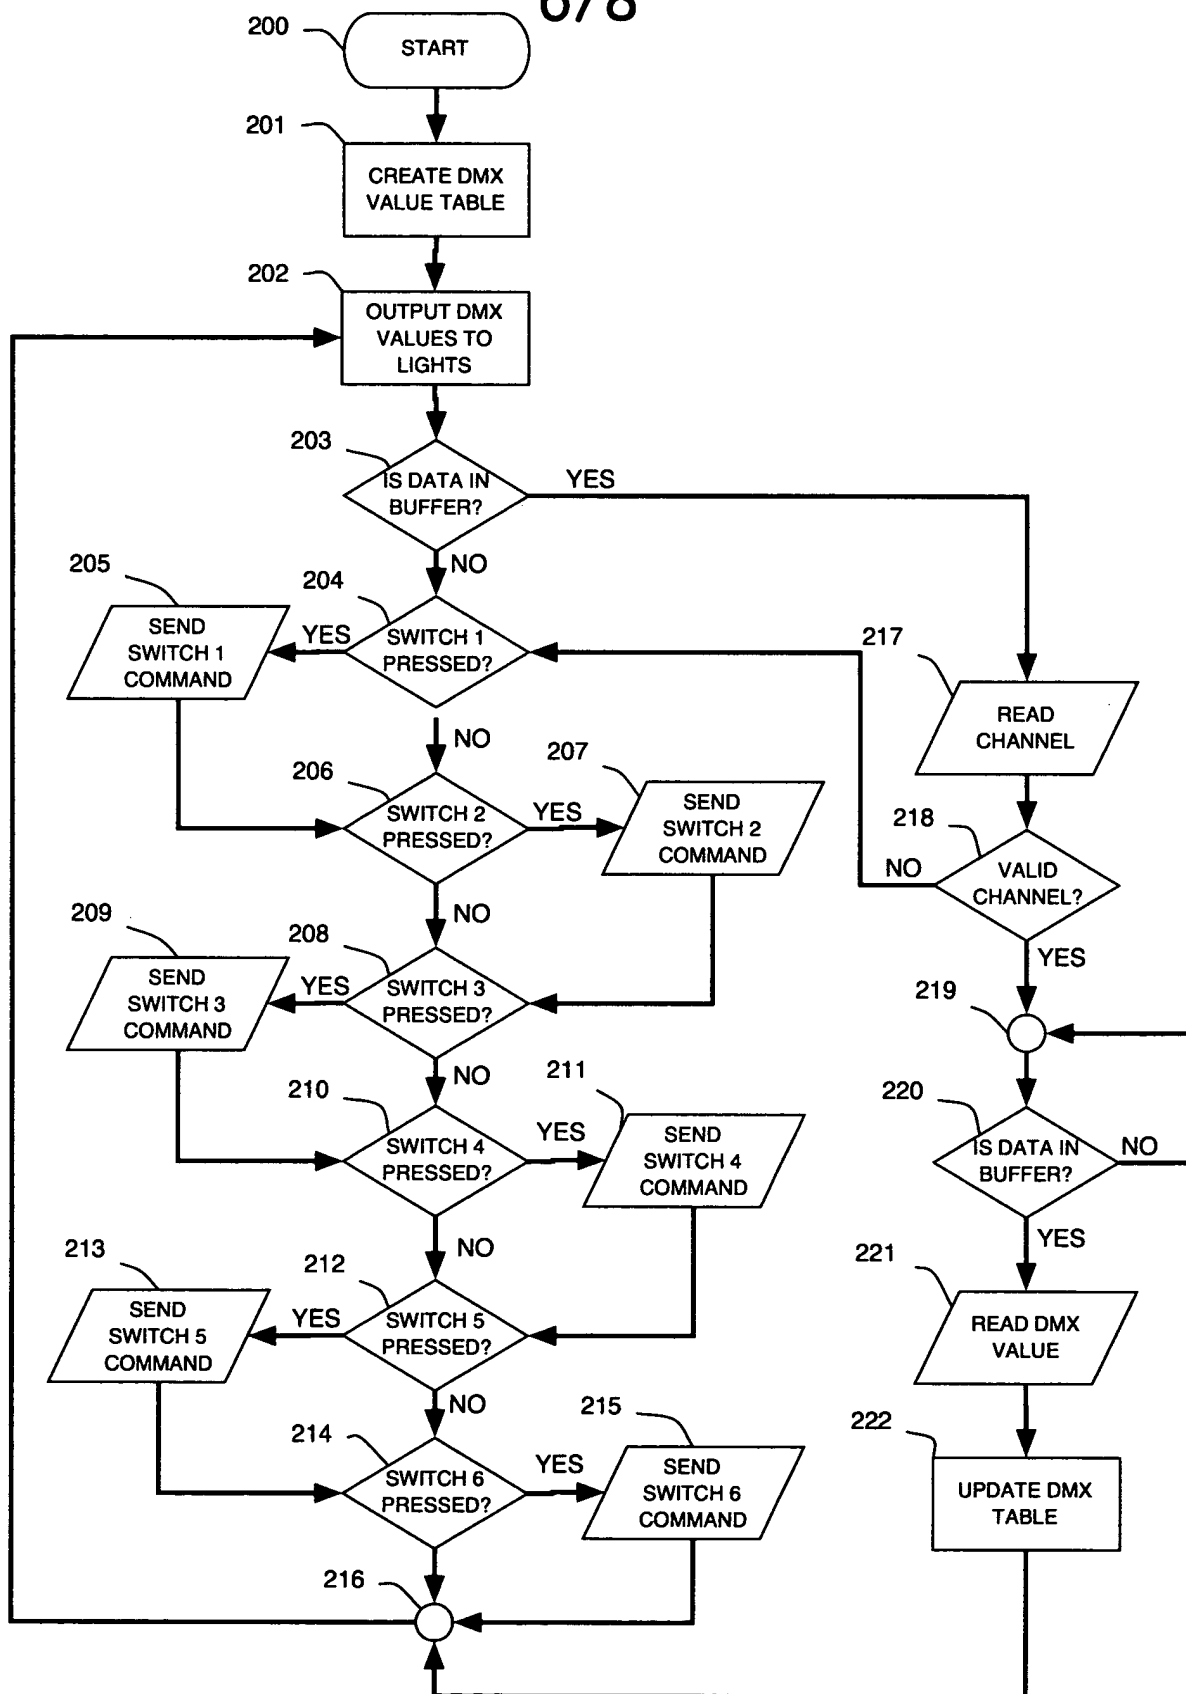 6/8
200
START
201
CREATE DMX
VALUE TABLE
202
OUTPUT DMX
VALUES TO
LIGHTS
203
IS DATA IN
BUFFER?
YES
NO
205
204
SEND
SWITCH 1
COMMAND
YES
SWITCH 1
PRESSED?
217
READ
CHANNEL
NO
206
207
SWITCH 2
PRESSED?
YES
SEND
SWITCH 2
COMMAND
218
VALID
CHANNEL?
NO
YES
NO
209
208
SEND
SWITCH 3
COMMAND
YES
SWITCH 3
PRESSED?
219
NO
210
211
SWITCH 4
PRESSED?
YES
SEND
SWITCH 4
COMMAND
220
IS DATA IN
BUFFER?
NO
YES
NO
213
212
SEND
SWITCH 5
COMMAND
YES
SWITCH 5
PRESSED?
221
READ DMX
VALUE
NO
214
215
SWITCH 6
PRESSED?
YES
SEND
SWITCH 6
COMMAND
222
UPDATE DMX
TABLE
216